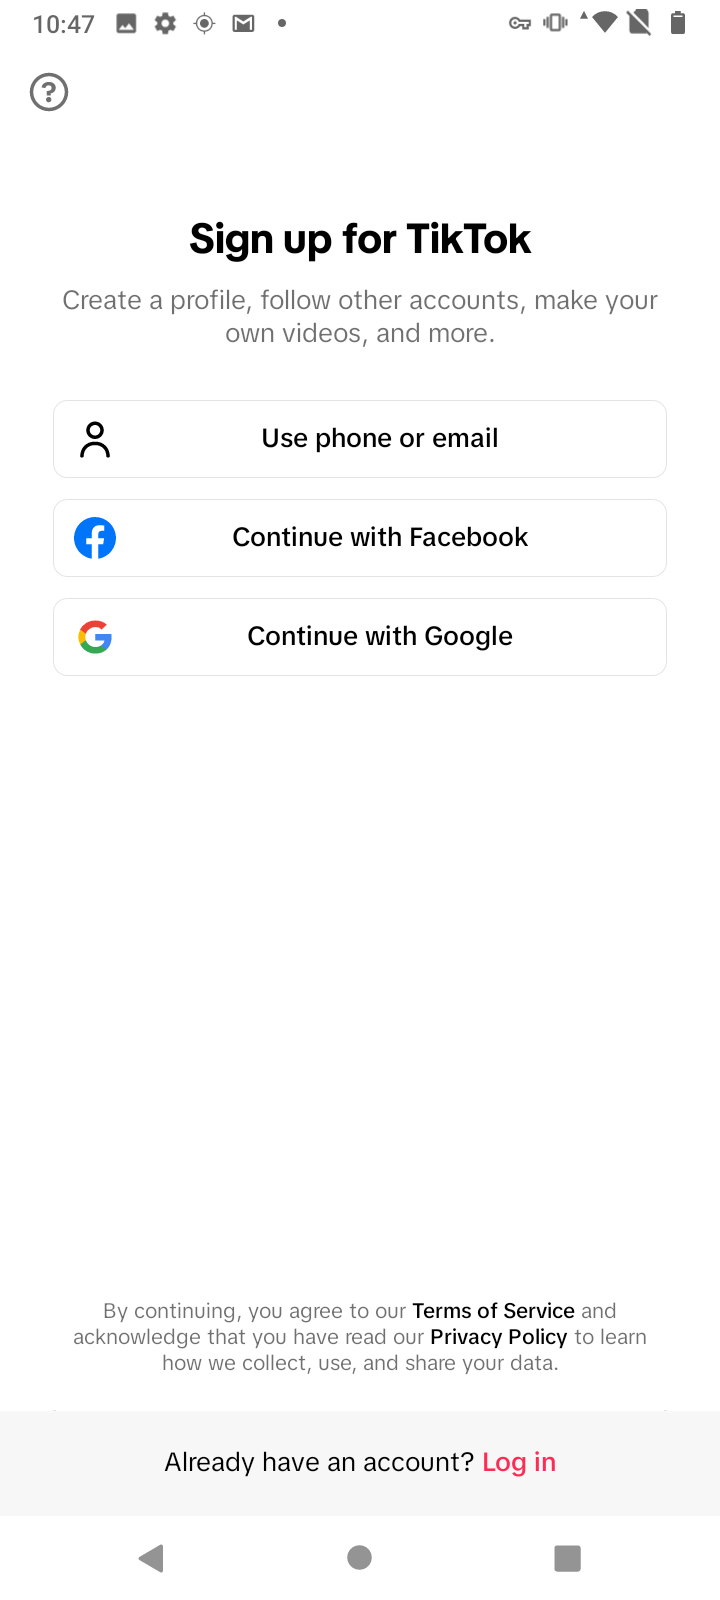 10:47
Sign up for TikTok
Create a profile, follow other accounts, make your
own videos, and more.
Use phone or email
Continue with Facebook
Continue with Google
By continuing, you agree to our Terms of Service and
acknowledge that you have read our Privacy Policy to learn
how we collect, use, and share your data.
Already have an account? Log in